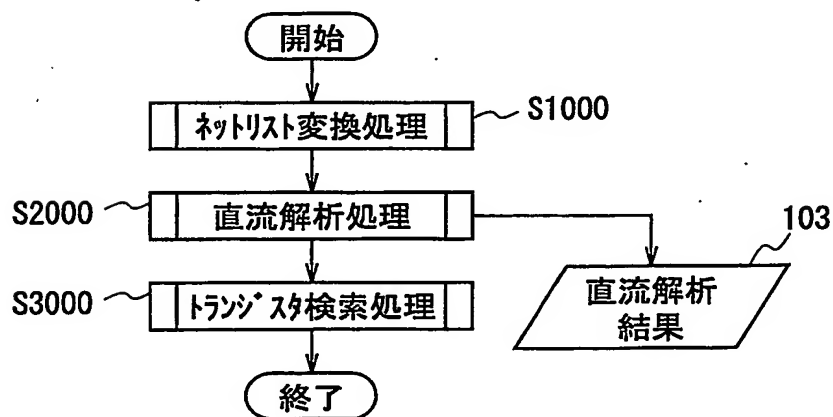 開始
ネットリスト変換処理
S1000
S2000
直流解析処理
103
S3000
トランジスタ検索処理
直流解析
結果
終了